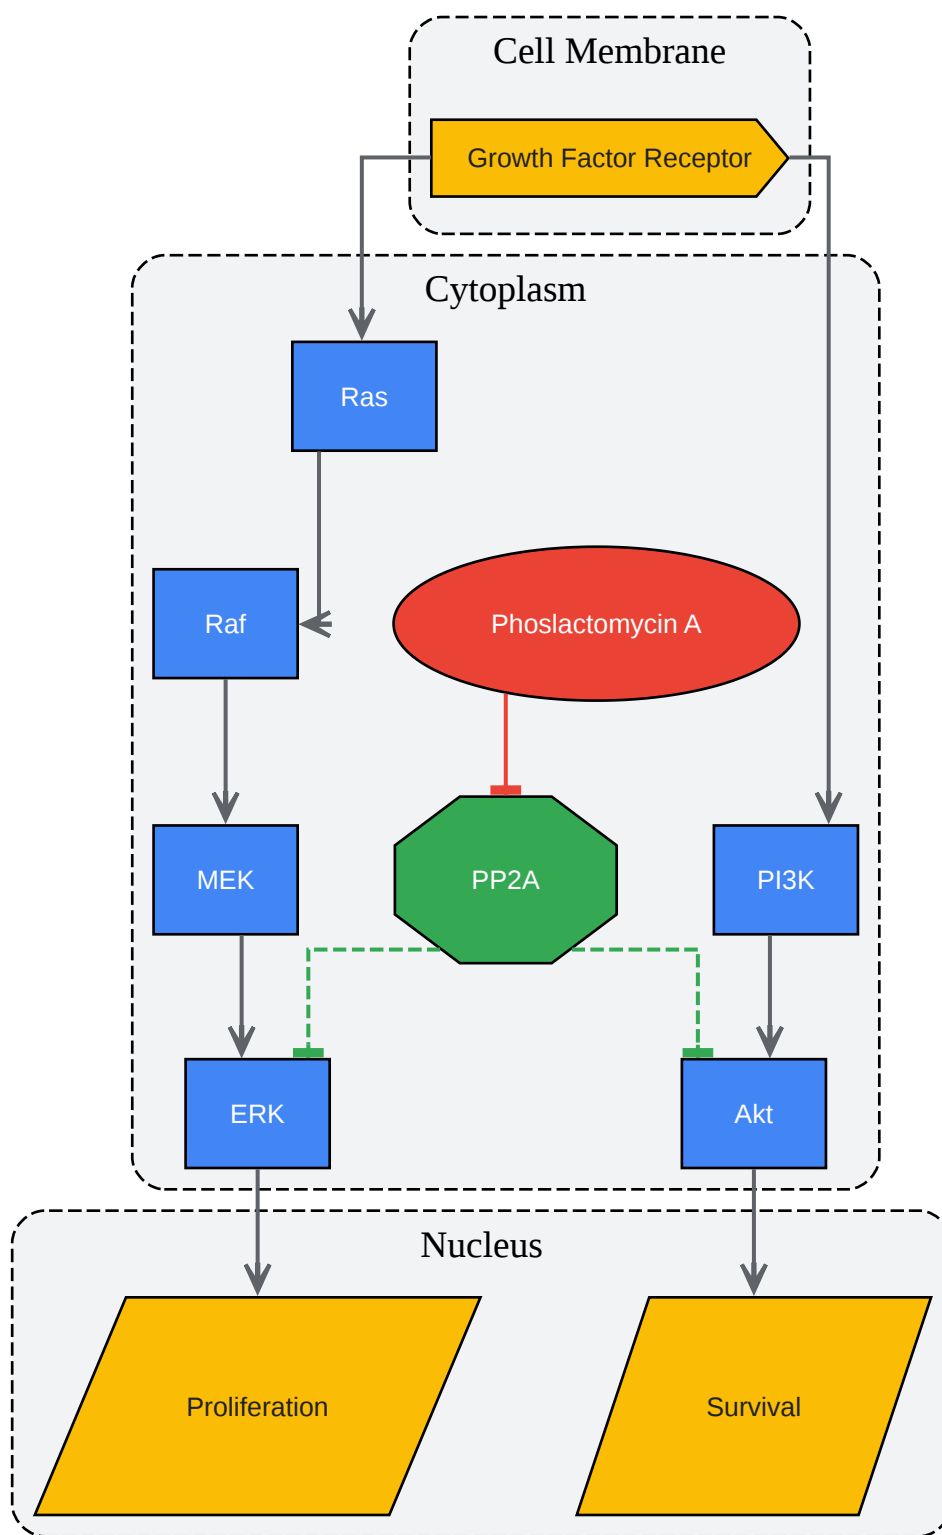 Cell Membrane
Growth Factor Receptor
Cytoplasm
Ras
Raf
Phoslactomycin A
MEK
PP2A
PI3K
ERK
Akt
Nucleus
Proliferation
Survival